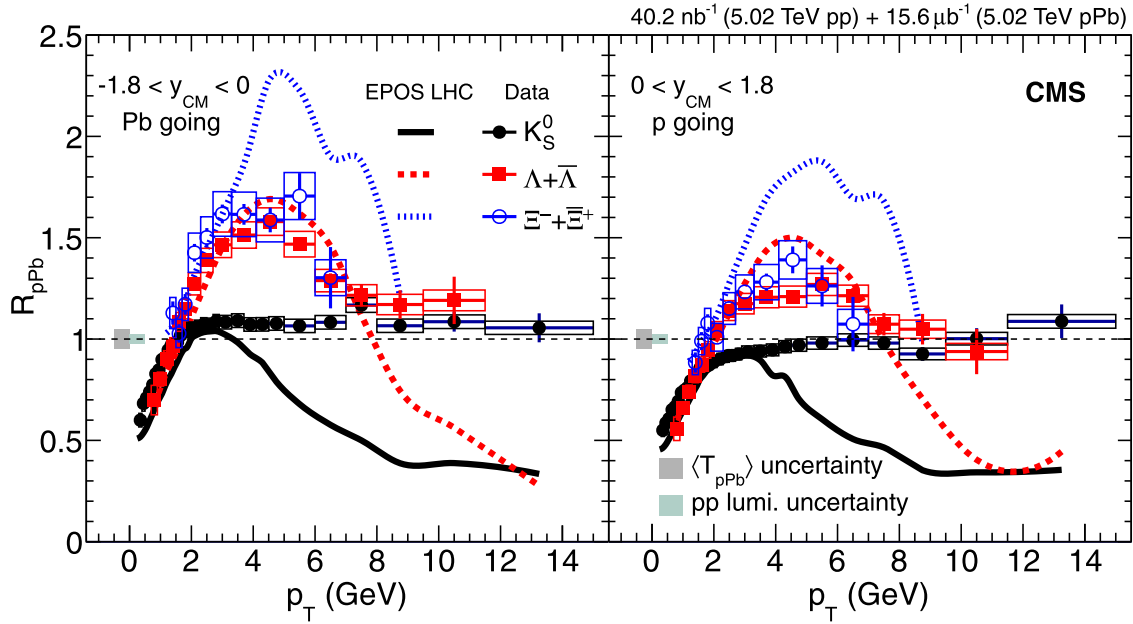 40.2 nb⁻¹ (5.02 TeV pp) + 15.6 μb⁻¹ (5.02 TeV pPb)
R_pPb
2.5
2
1.5
1
0.5
0
-1.8 < y_CM < 0
Pb going
EPOS LHC Data
K⁰_S
Λ+Λ̅
Ξ⁻+Ξ̅⁺
0 < y_CM < 1.8
p going
CMS
⟨T_pPb⟩ uncertainty
pp lumi. uncertainty
0 2 4 6 8 10 12 14
0 2 4 6 8 10 12 14
p_T (GeV)
p_T (GeV)